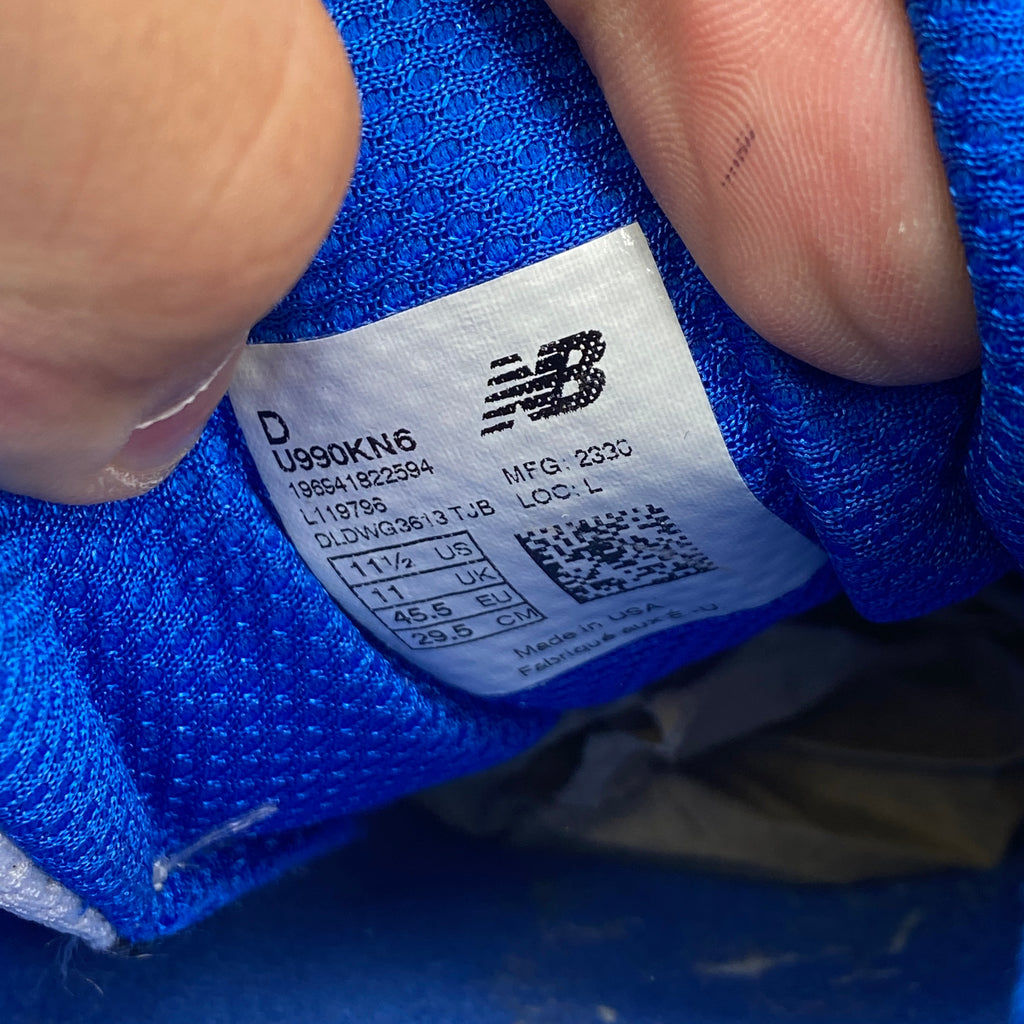 NB
D
U990KN6
196941822594
L119796
DLDWG3613 TJB
11½ US
11 UK
45.5 EU
29.5 CM
MFG: 2330
LOC: L
Made in USA
Fabriqué aux É.-U